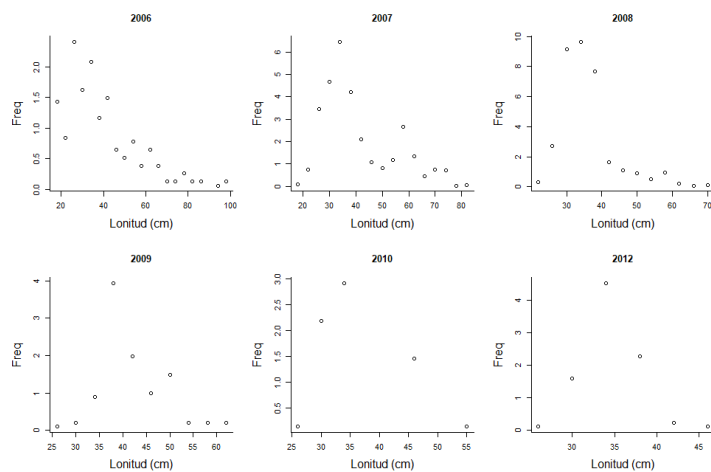 2006
2007
2008
Freq
0.0 0.5 1.0 1.5 2.0
20 40 60 80 100
Lonitud (cm)
Freq
0 1 2 3 4 5 6
20 30 40 50 60 70 80
Lonitud (cm)
Freq
0 2 4 6 8 10
30 40 50 60 70
Lonitud (cm)
2009
2010
2012
Freq
0 1 2 3 4
25 30 35 40 45 50 55 60
Lonitud (cm)
Freq
0.5 1.0 1.5 2.0 2.5 3.0
25 30 35 40 45 50 55
Lonitud (cm)
Freq
0 1 2 3 4
30 35 40 45
Lonitud (cm)